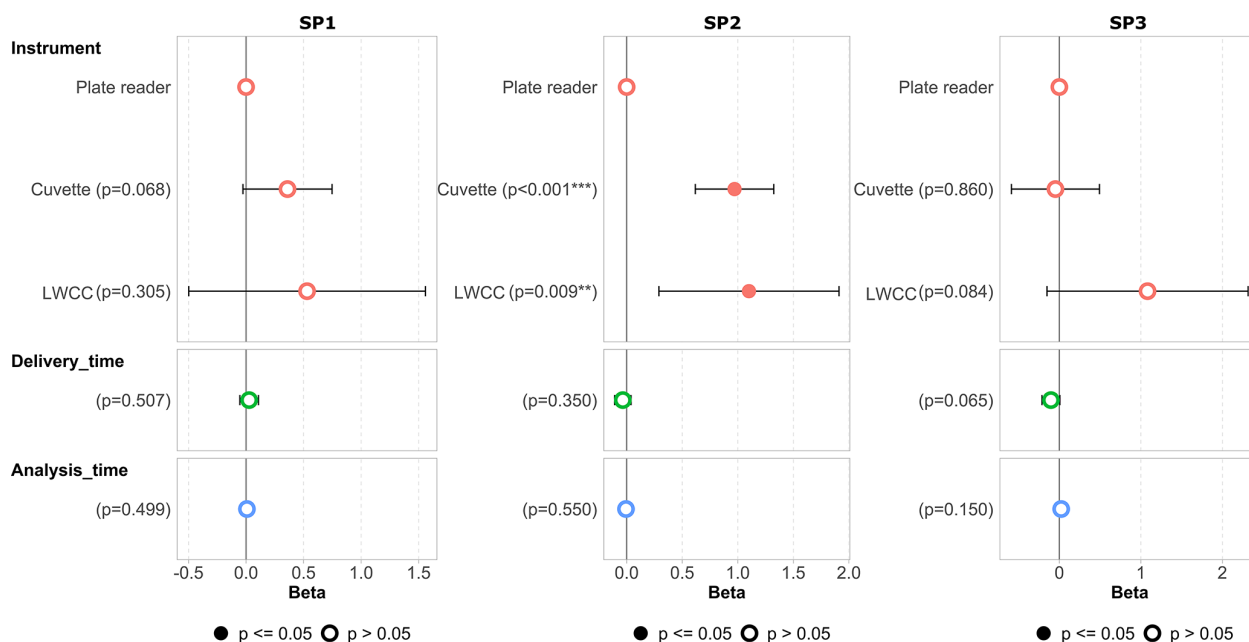 SP1 SP2 SP3
Instrument
Plate reader Plate reader Plate reader
Cuvette (p=0.068) Cuvette (p<0.001***) Cuvette (p=0.860)
LWCC (p=0.305) LWCC (p=0.009**) LWCC (p=0.084)
Delivery_time
(p=0.507) (p=0.350) (p=0.065)
Analysis_time
(p=0.499) (p=0.550) (p=0.150)
-0.5 0.0 0.5 1.0 1.5 0.0 0.5 1.0 1.5 2.0 0 1 2
Beta Beta Beta
p <= 0.05 p > 0.05 p <= 0.05 p > 0.05 p <= 0.05 p > 0.05